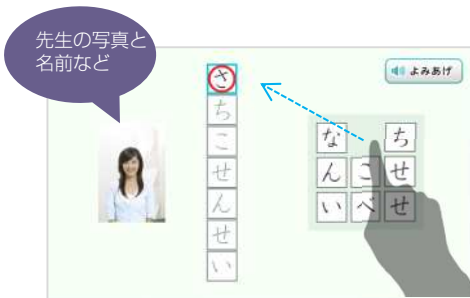 先生の写真と
名前など
さちこせんせい
よみあげ
な ち
ん こ せ
い べ せ